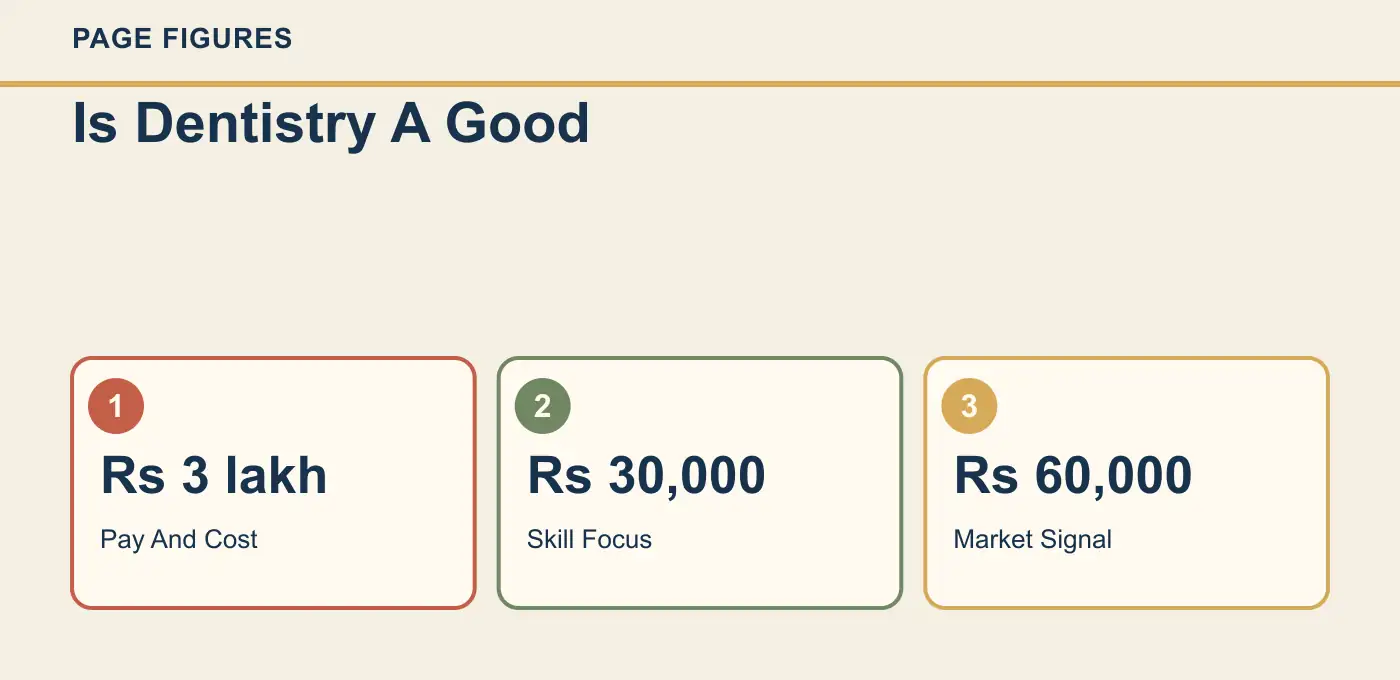 PAGE FIGURES
Is Dentistry A Good
1
Rs 3 lakh
Pay And Cost
2
Rs 30,000
Skill Focus
3
Rs 60,000
Market Signal